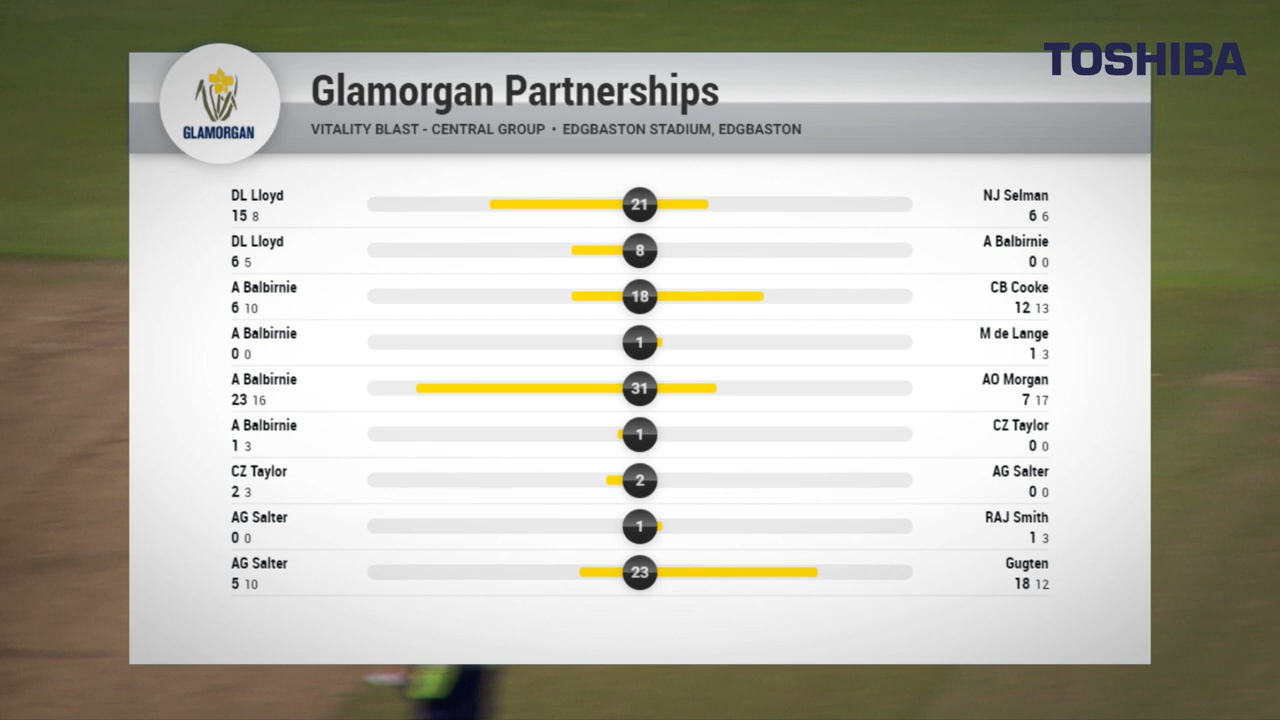 TOSHIBA
GLAMORGAN
Glamorgan Partnerships
VITALITY BLAST - CENTRAL GROUP • EDGBASTON STADIUM, EDGBASTON
DL Lloyd 21 NJ Selman
15 8 6 6
DL Lloyd 8 A Balbirnie
6 5 0 0
A Balbirnie 18 CB Cooke
6 10 12 13
A Balbirnie 1 M de Lange
0 0 1 3
A Balbirnie 31 AO Morgan
23 16 7 17
A Balbirnie 1 CZ Taylor
1 3 0 0
CZ Taylor 2 AG Salter
2 3 0 0
AG Salter 1 RAJ Smith
0 0 1 3
AG Salter 23 Gugten
5 10 18 12